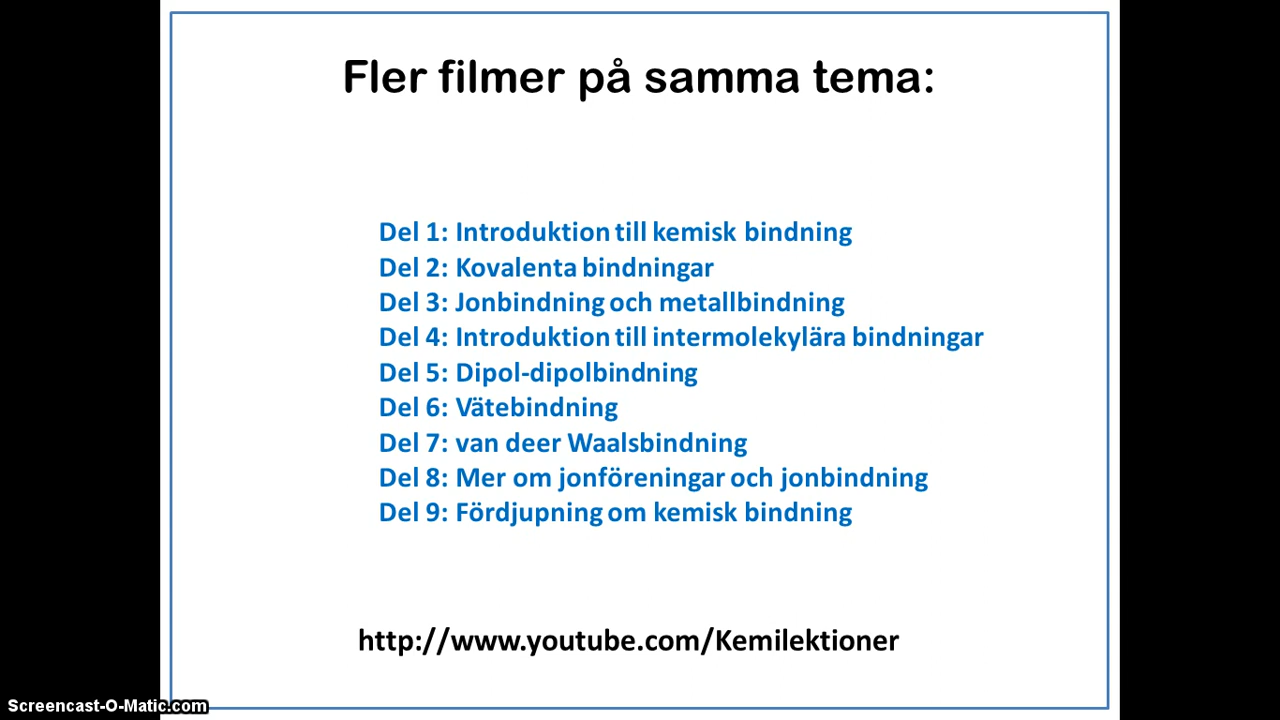 Fler filmer på samma tema:
Del 1: Introduktion till kemisk bindning
Del 2: Kovalenta bindningar
Del 3: Jonbindning och metallbindning
Del 4: Introduktion till intermolekylära bindningar
Del 5: Dipol-dipolbindning
Del 6: Vätebindning
Del 7: van deer Waalsbindning
Del 8: Mer om jonföreningar och jonbindning
Del 9: Fördjupning om kemisk bindning
http://www.youtube.com/Kemilektioner
Screencast-O-Matic.com